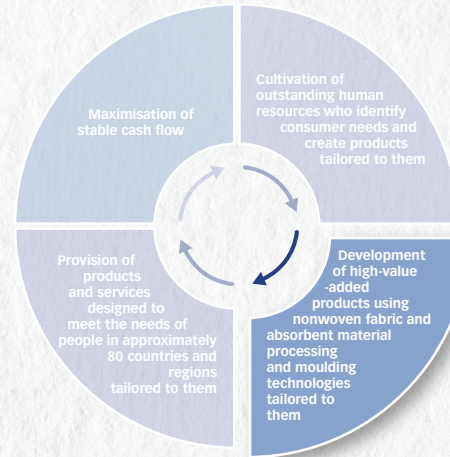 Maximisation of
stable cash flow
Cultivation of
outstanding human
resources who identify
consumer needs and
create products
tailored to them
Provision of
products
and services
designed to
meet the needs of
people in approximately
80 countries and
regions
tailored to them
Development
of high-value
-added
products using
nonwoven fabric and
absorbent material
processing
and moulding
technologies
tailored to
them